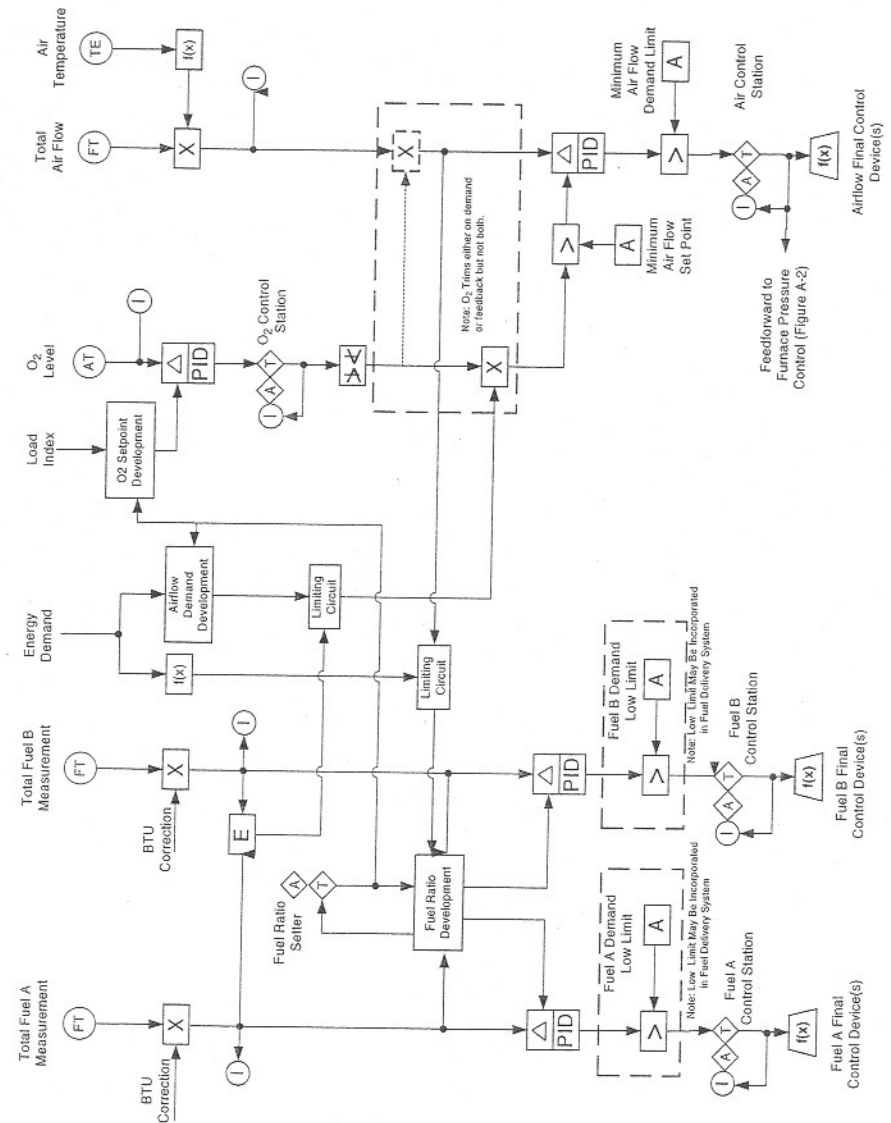 Total Fuel A
Measurement
Total Fuel B
Measurement
Energy
Demand
Load
Index
O₂
Level
Total
Air Flow
Air
Temperature
FT
FT
AT
FT
TE
BTU
Correction
X
BTU
Correction
X
f(x)
Airflow
Demand
Development
O2 Setpoint
Development
I
Δ
PID
X
f(x)
I
E
I
I
Limiting
Circuit
I
A
T
O₂ Control
Station
Fuel Ratio
Setter
A
T
Limiting
Circuit
X
X
Note: O₂ Trims either on demand
or feedback but not both.
Fuel Ratio
Development
Δ
PID
Δ
PID
>
A
Minimum
Air Flow
Set Point
Δ
PID
Fuel A Demand
Low Limit
A
>
Note: Low Limit May Be Incorporated
in Fuel Delivery System
Fuel B Demand
Low Limit
A
>
Note: Low Limit May Be Incorporated
in Fuel Delivery System
Minimum
Air Flow
Demand Limit
A
>
I
A
T
Fuel A
Control Station
I
A
T
Fuel B
Control Station
I
A
T
Air Control
Station
Feedforward to
Furnace Pressure
Control (Figure A-2)
f(x)
f(x)
f(x)
Fuel A Final
Control Device(s)
Fuel B Final
Control Device(s)
Airflow Final Control
Device(s)